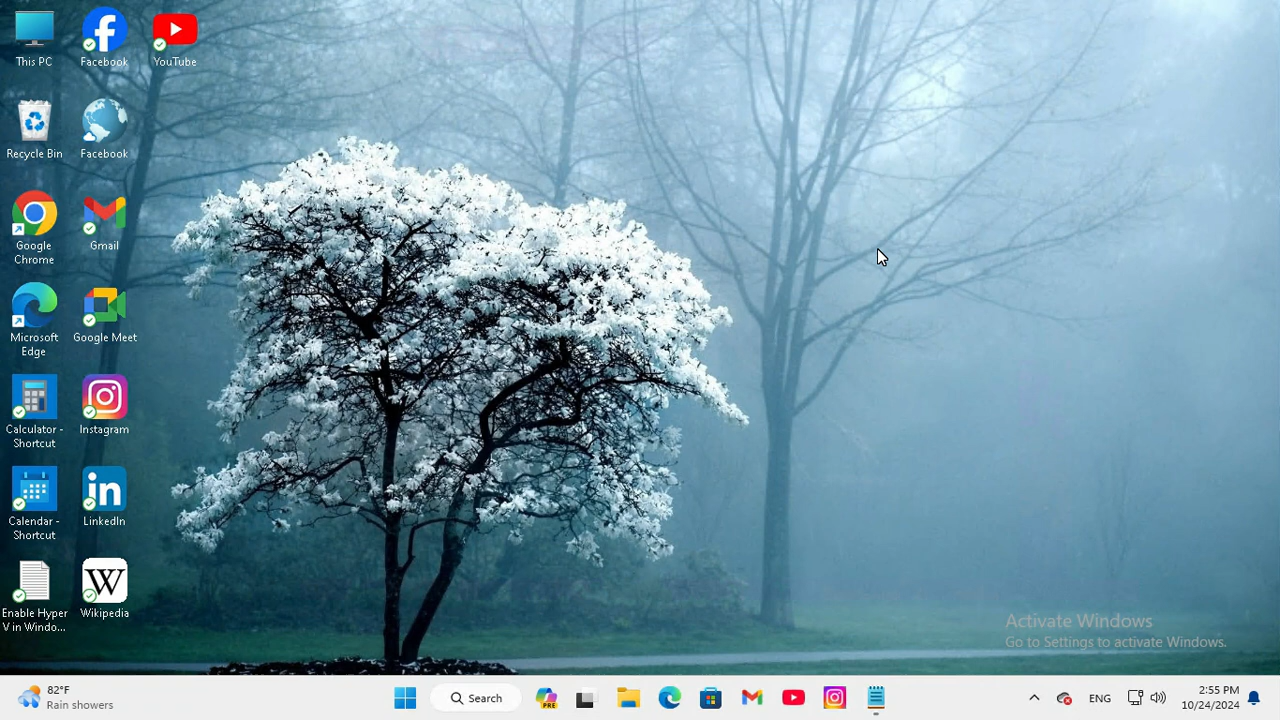 This PC
Facebook
YouTube
Recycle Bin
Facebook
Google
Chrome
Gmail
Microsoft
Edge
Google Meet
Calculator -
Shortcut
Instagram
Calendar -
Shortcut
LinkedIn
Enable Hyper
V in Windo...
Wikipedia
Activate Windows
Go to Settings to activate Windows.
82°F
Rain showers
Search
PRE
ENG
2:55 PM
10/24/2024